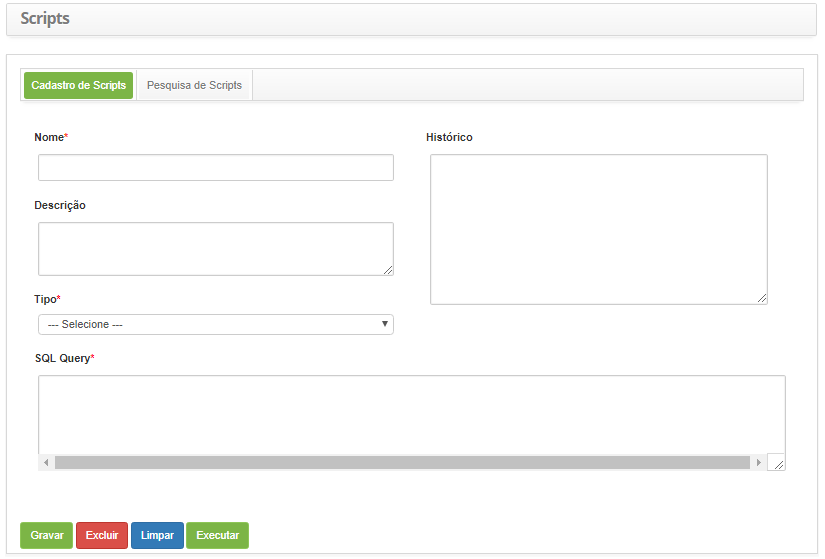 Scripts
Cadastro de Scripts
Pesquisa de Scripts
Nome*
Histórico
Descrição
Tipo*
--- Selecione ---
SQL Query*
Gravar
Excluir
Limpar
Executar